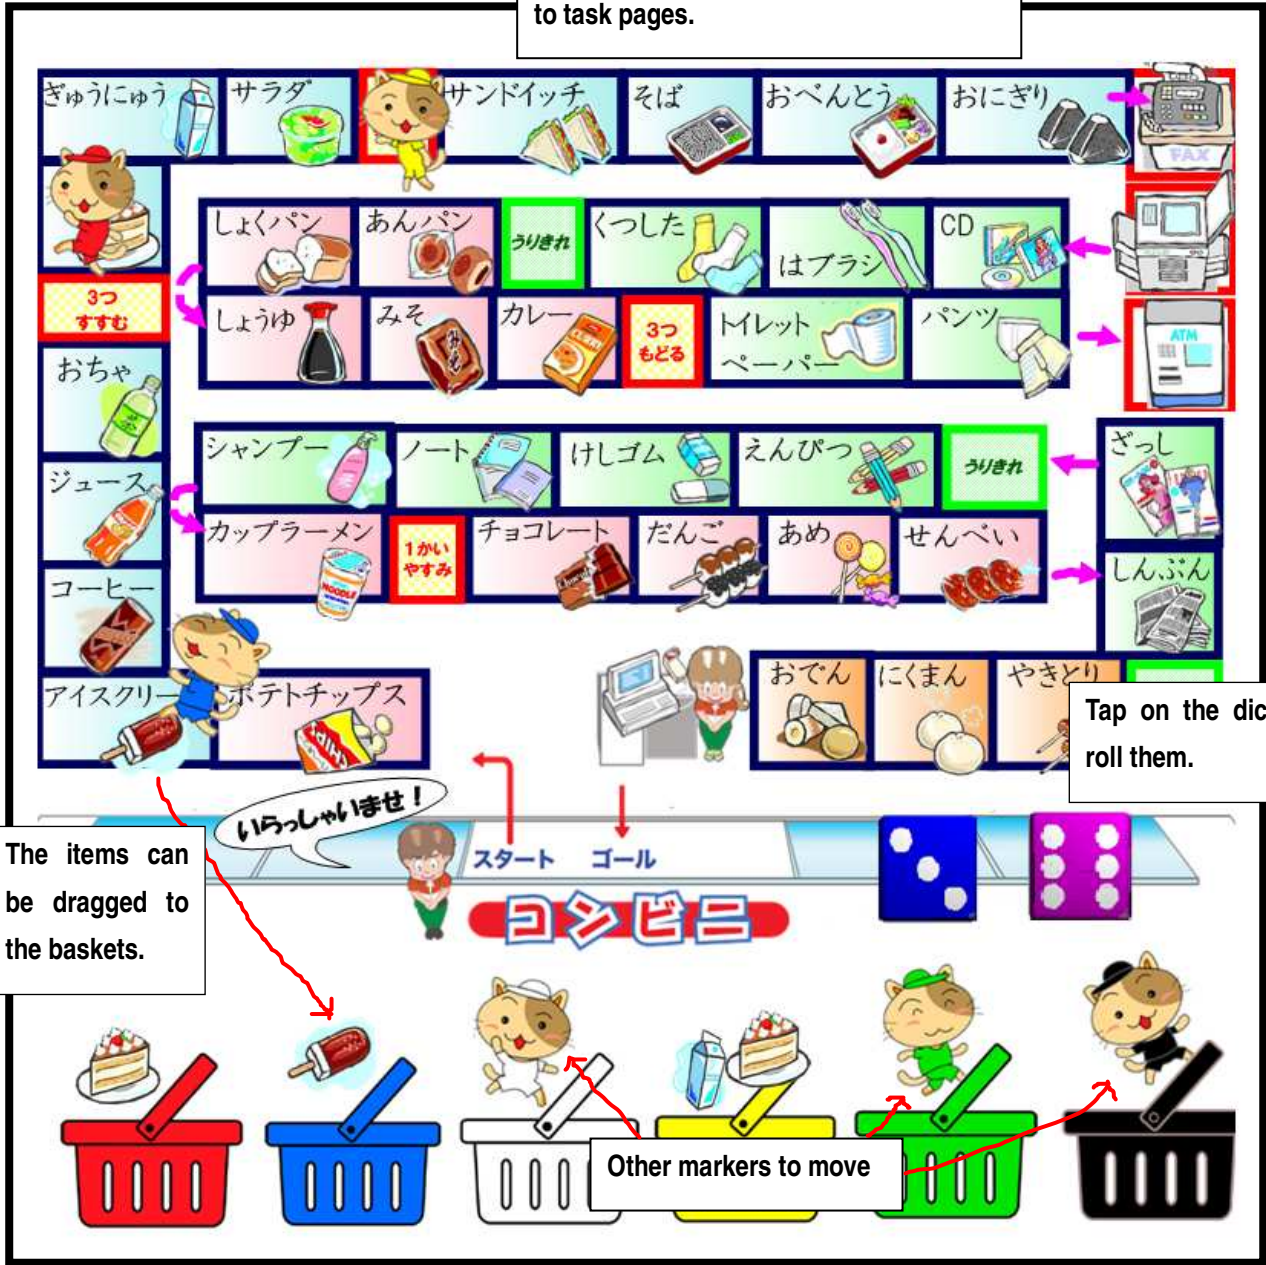 to task pages.
ぎゅうにゅう
サラダ
サンドイッチ
そば
おべんとう
おにぎり
FAX
しょくパン
あんパン
うりきれ
くつした
はブラシ
CD
3つ
すすむ
しょうゆ
みそ
みそ
カレー
3つ
もどる
トイレット
ペーパー
パンツ
ATM
おちゃ
シャンプー
ノート
けしゴム
えんぴつ
うりきれ
ざっし
ジュース
カップラーメン
NOODLE
1かい
やすみ
チョコレート
だんご
あめ
せんべい
しんぶん
コーヒー
アイスクリー
ポテトチップス
おでん
にくまん
やきとり
Tap on the dic
roll them.
いらっしゃいませ！
The items can
be dragged to
the baskets.
スタート
ゴール
コンビニ
Other markers to move